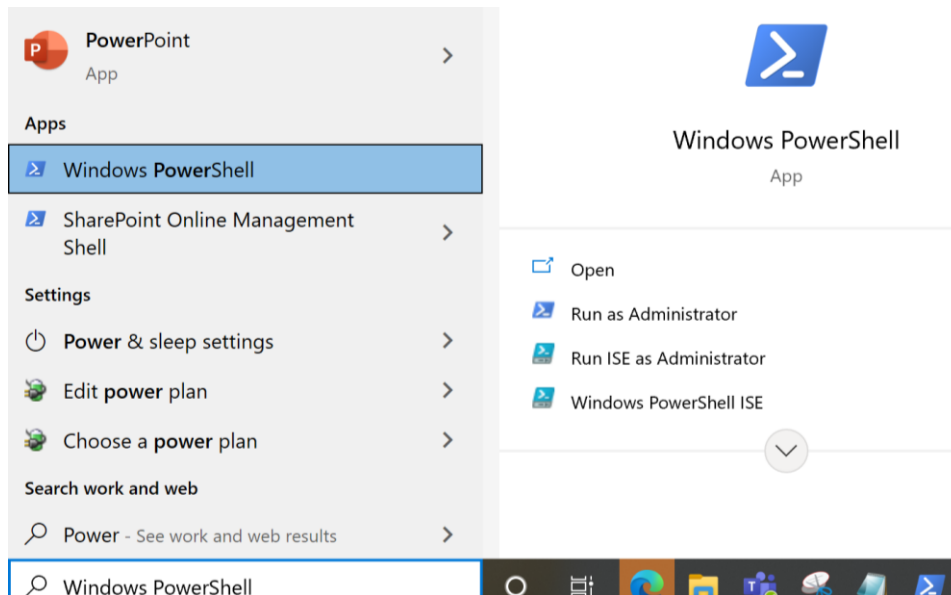 PowerPoint
App
Apps
Windows PowerShell
SharePoint Online Management
Shell
Settings
Power & sleep settings
Edit power plan
Choose a power plan
Search work and web
Power - See work and web results
Windows PowerShell
Windows PowerShell
App
Open
Run as Administrator
Run ISE as Administrator
Windows PowerShell ISE